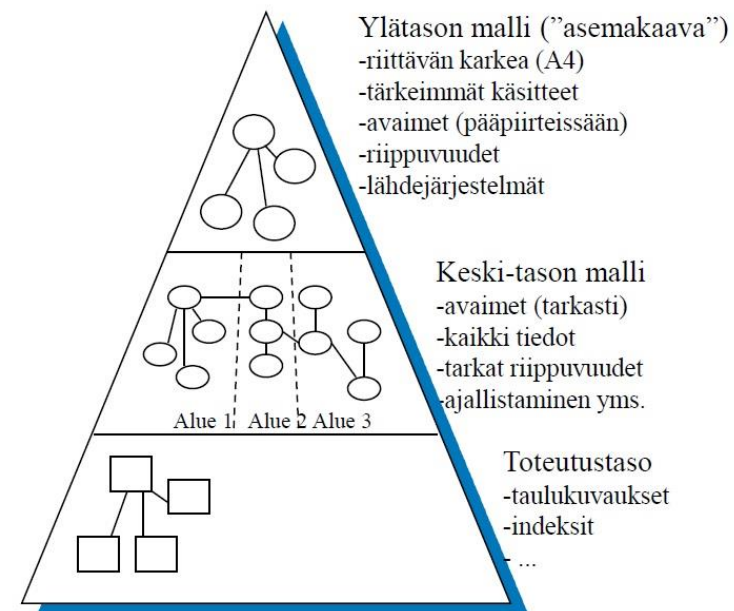 Ylätason malli (”asemakaava”)
-riittävän karkea (A4)
-tärkeimmät käsitteet
-avaimet (pääpiirteissään)
-riippuvuudet
-lähdejärjestelmät
Keski-tason malli
-avaimet (tarkasti)
-kaikki tiedot
-tarkat riippuvuudet
-ajallistaminen yms.
Alue 1 Alue 2 Alue 3
Toteutustaso
-taulukuvaukset
-indeksit
- ...